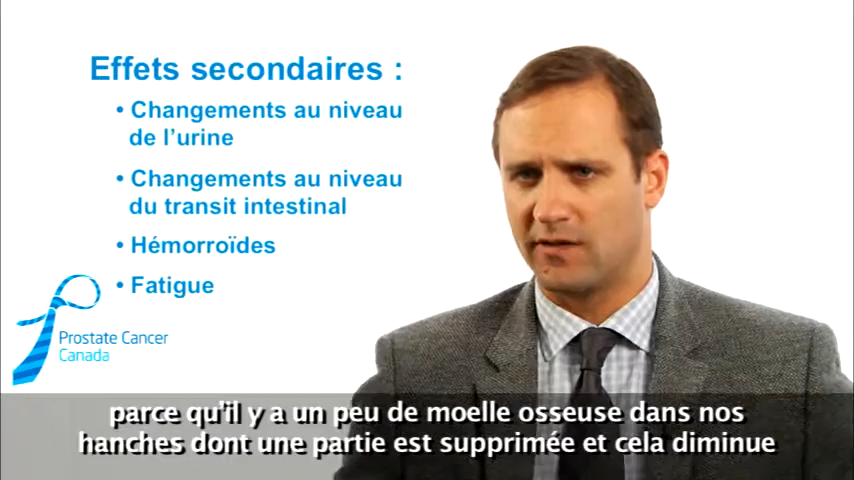 Effets secondaires :
• Changements au niveau
de l'urine
• Changements au niveau
du transit intestinal
• Hémorroïdes
• Fatigue
Prostate Cancer
Canada
parce qu'il y a un peu de moelle osseuse dans nos
hanches dont une partie est supprimée et cela diminue